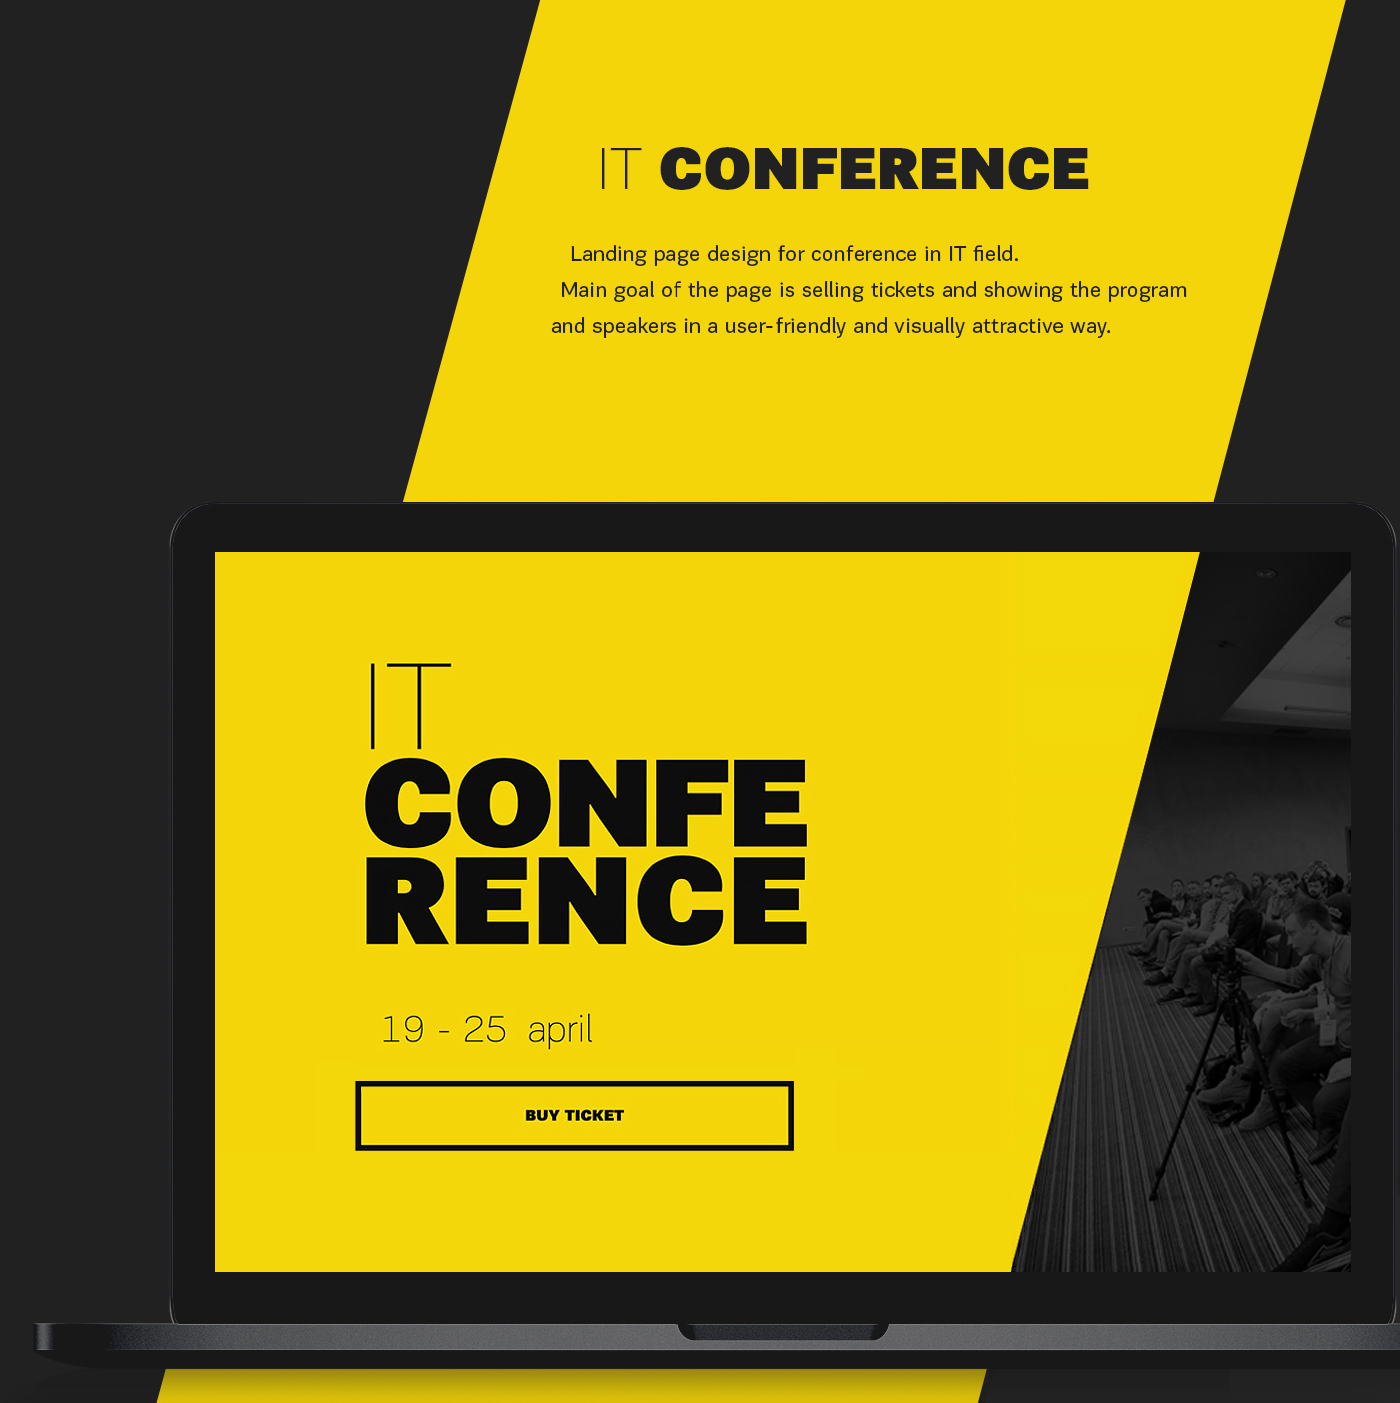 IT CONFERENCE
Landing page design for conference in IT field.
Main goal of the page is selling tickets and showing the program
and speakers in a user-friendly and visually attractive way.
IT
CONFE
RENCE
19 - 25 april
BUY TICKET